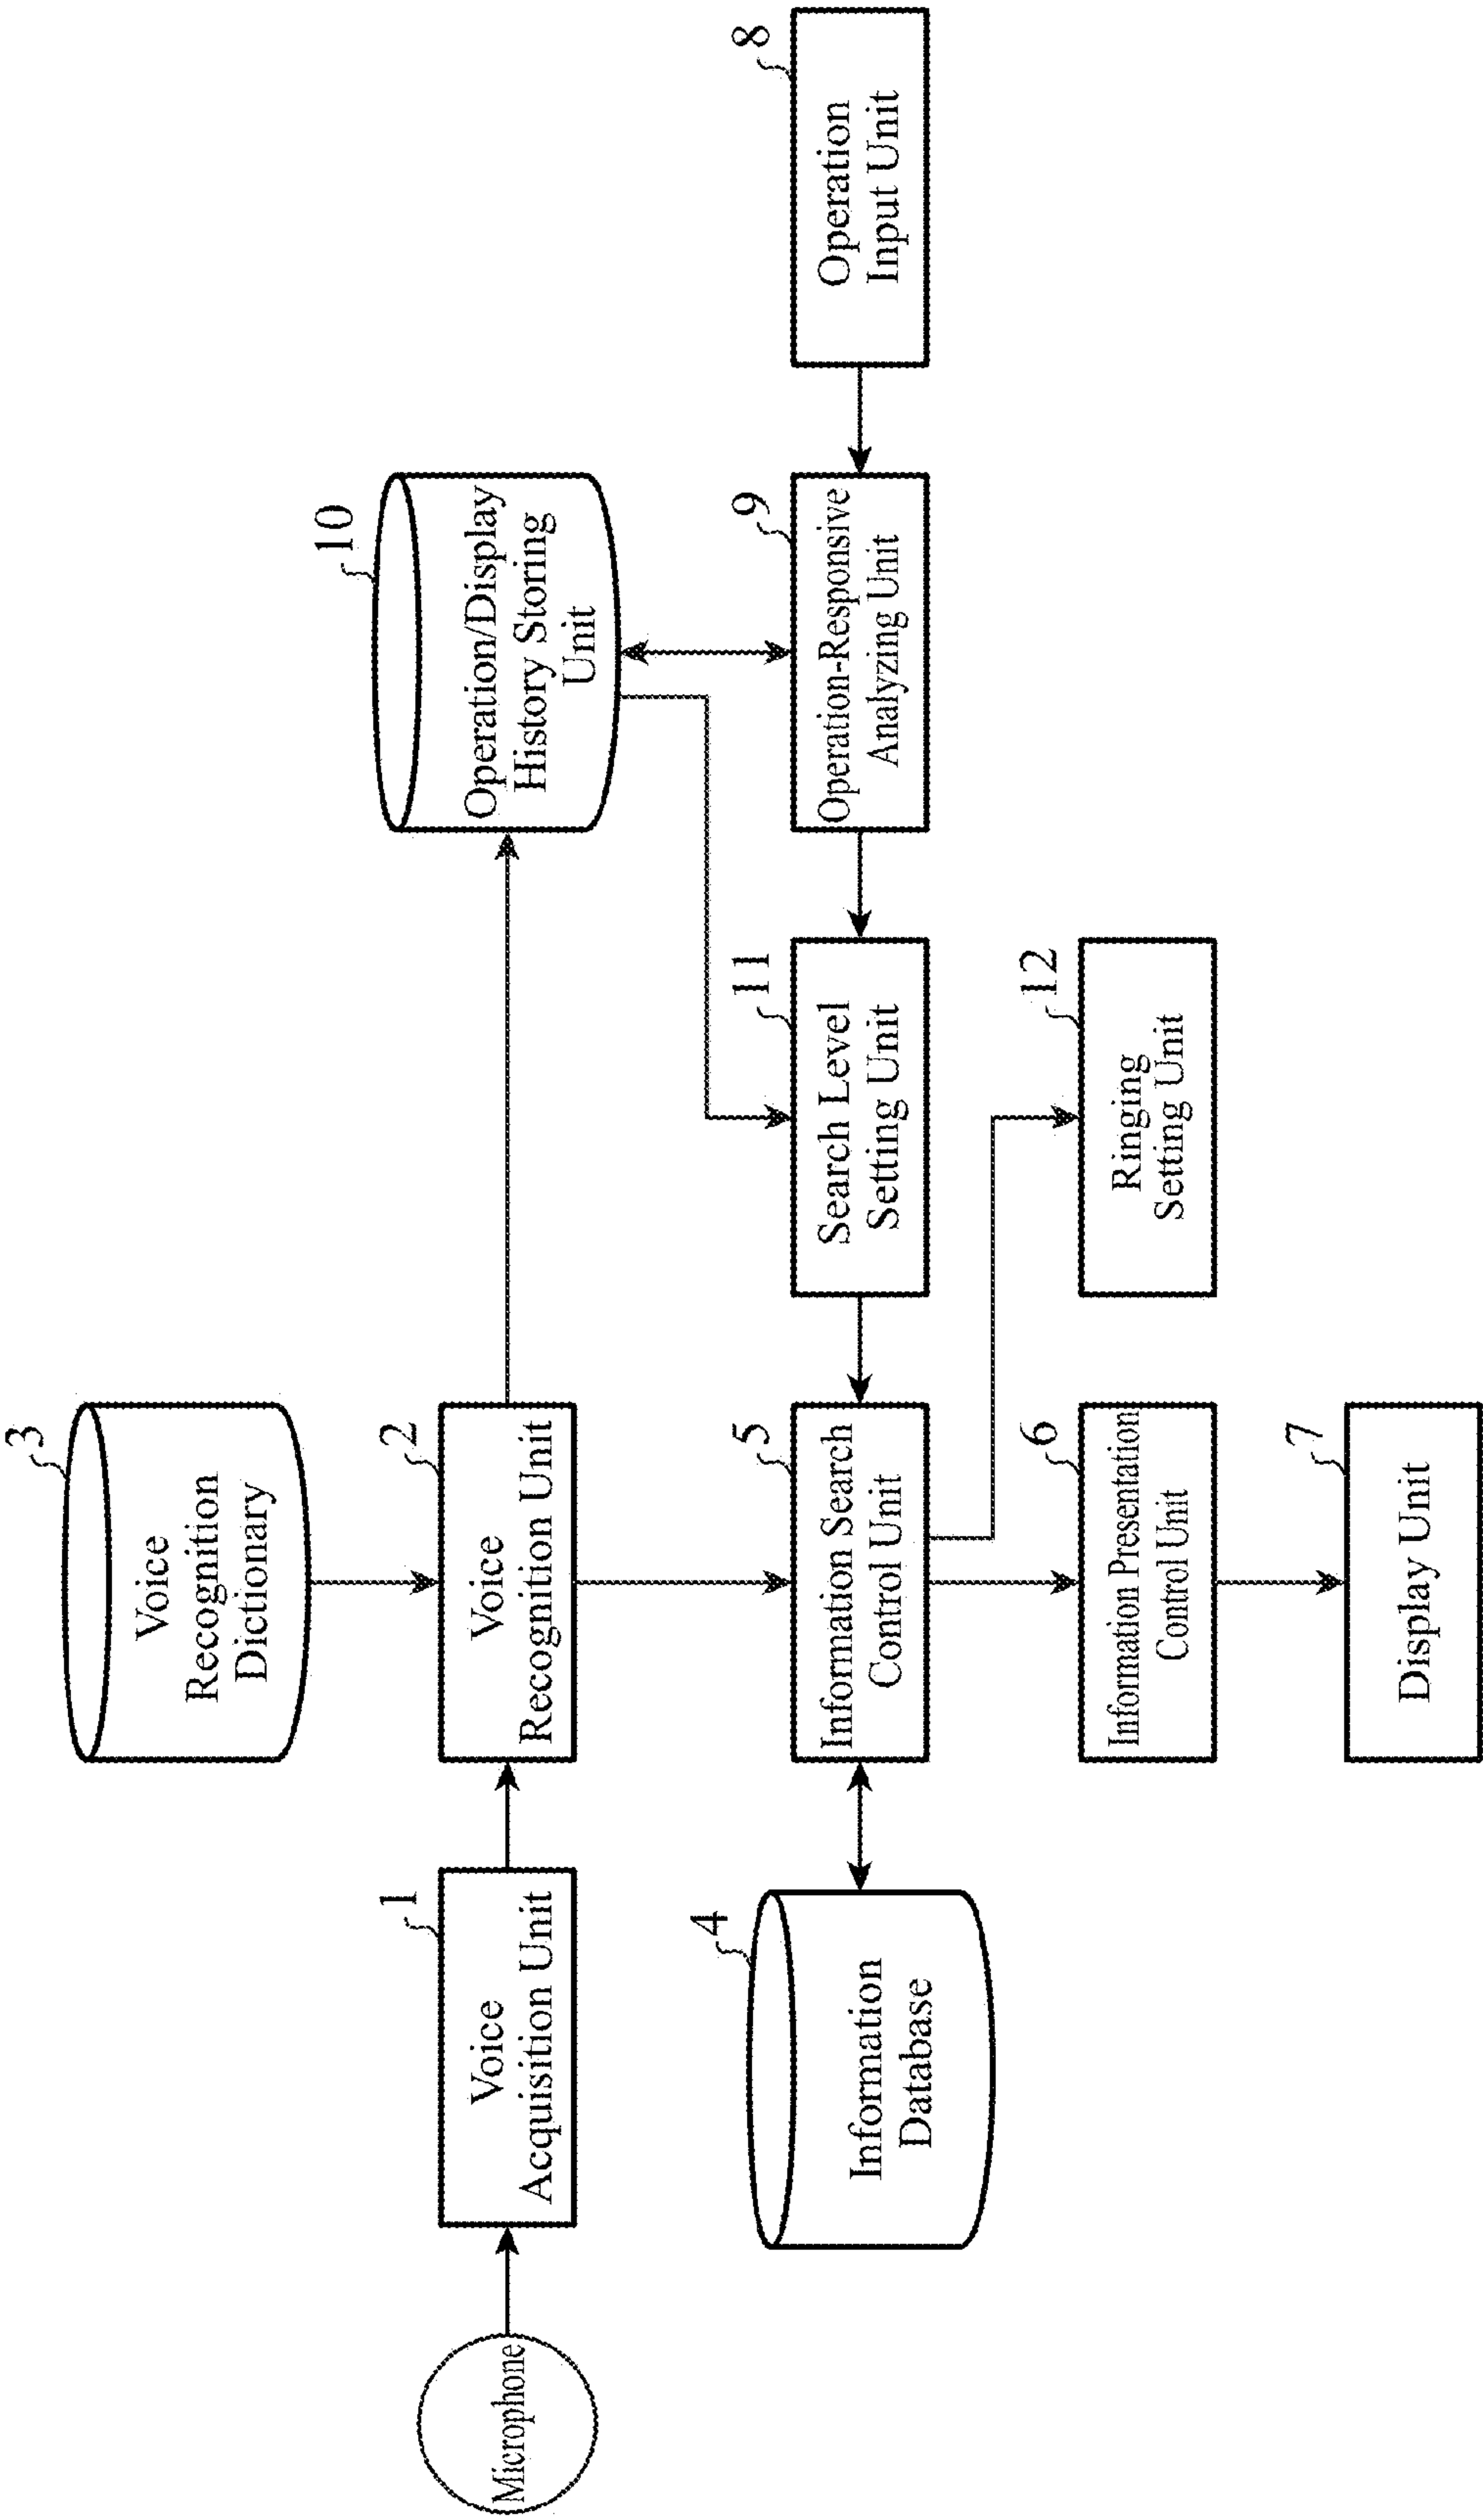 3
Voice
Recognition
Dictionary
10
Operation/Display
History Storing
Unit
Microphone
1
Voice
Acquisition Unit
2
Voice
Recognition Unit
4
Information
Database
5
Information Search
Control Unit
11
Search Level
Setting Unit
9
Operation-Responsive
Analyzing Unit
8
Operation
Input Unit
6
Information Presentation
Control Unit
12
Ringing
Setting Unit
7
Display Unit